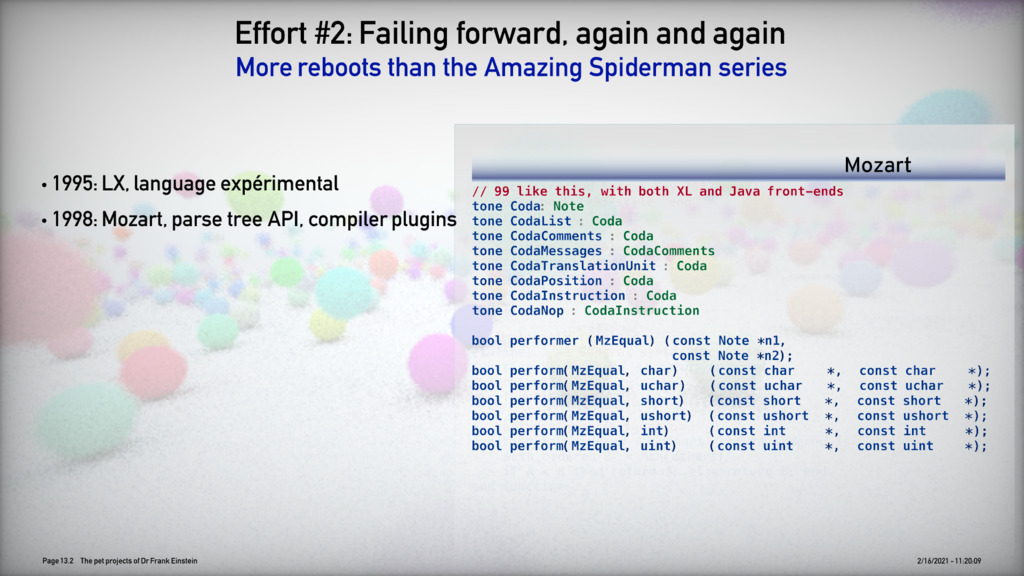 Effort #2: Failing forward, again and again
More reboots than the Amazing Spiderman series
• 1995: LX, language expérimental
• 1998: Mozart, parse tree API, compiler plugins
Mozart
// 99 like this, with both XL and Java front-ends
tone Coda: Note
tone CodaList : Coda
tone CodaComments : Coda
tone CodaMessages : CodaComments
tone CodaTranslationUnit : Coda
tone CodaPosition : Coda
tone CodaInstruction : Coda
tone CodaNop : CodaInstruction
bool performer (MzEqual) (const Note *n1,
const Note *n2);
bool perform(MzEqual, char) (const char *, const char *);
bool perform(MzEqual, uchar) (const uchar *, const uchar *);
bool perform(MzEqual, short) (const short *, const short *);
bool perform(MzEqual, ushort) (const ushort *, const ushort *);
bool perform(MzEqual, int) (const int *, const int *);
bool perform(MzEqual, uint) (const uint *, const uint *);
Page 13.2 The pet projects of Dr Frank Einstein
2/16/2021 - 11:20:09